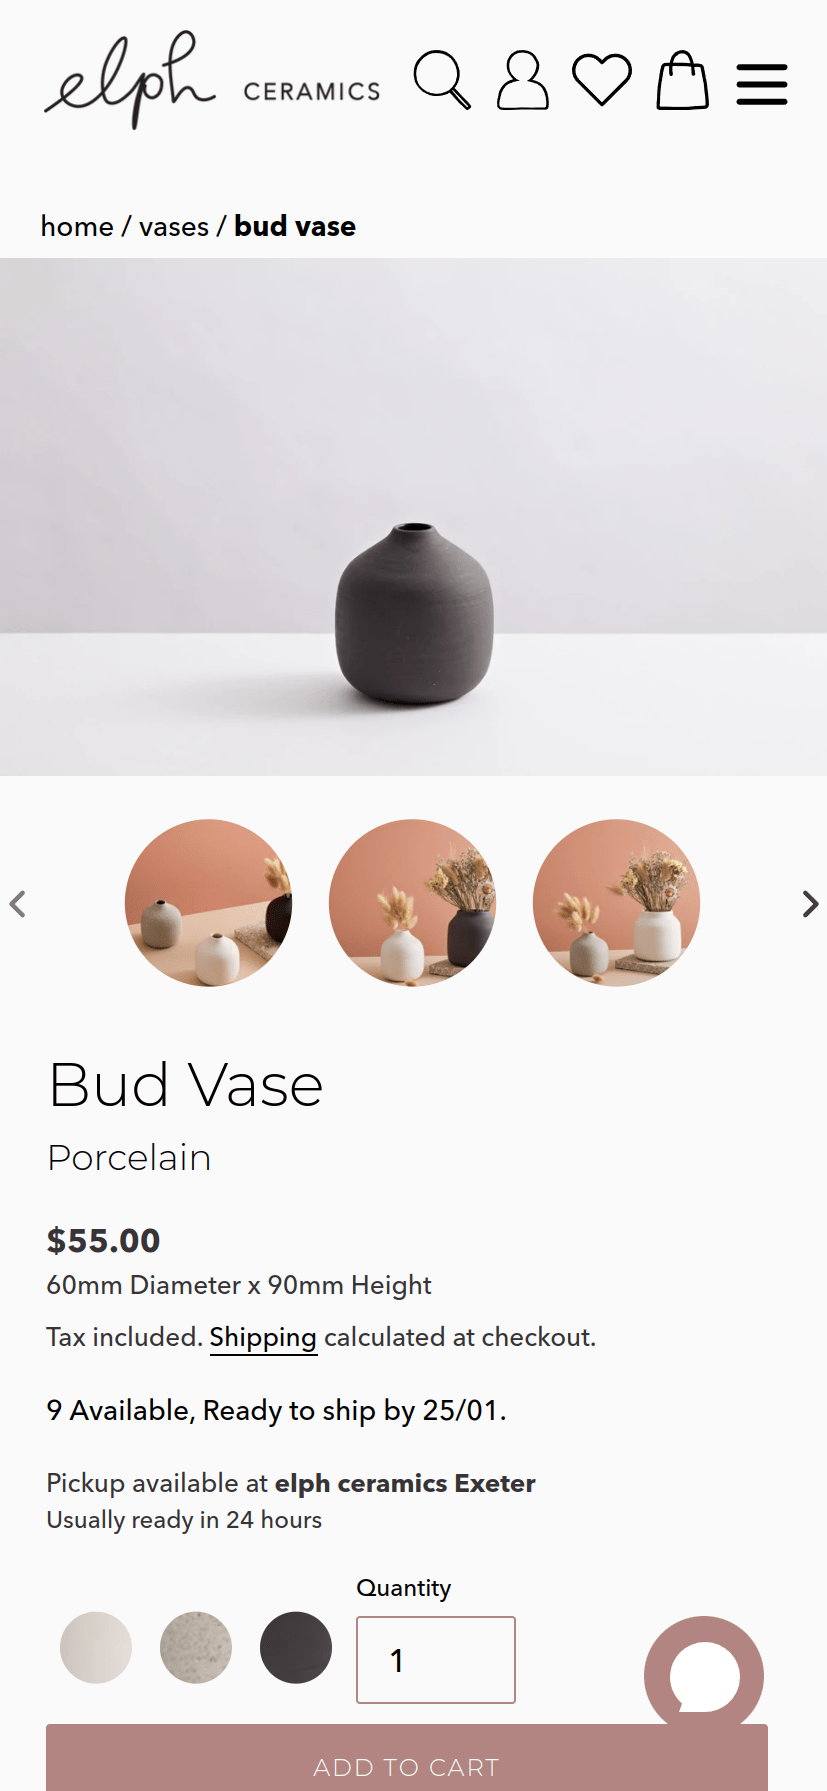 elph CERAMICS
home / vases / bud vase
Bud Vase
Porcelain
$55.00
60mm Diameter x 90mm Height
Tax included. Shipping calculated at checkout.
9 Available, Ready to ship by 25/01.
Pickup available at elph ceramics Exeter
Usually ready in 24 hours
Quantity
1
ADD TO CART